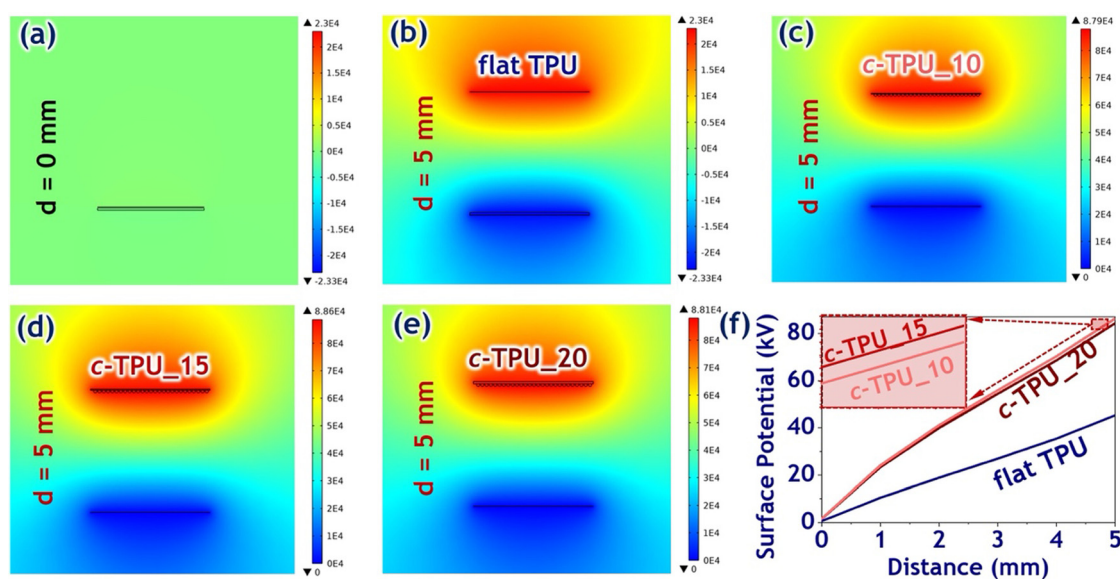 (a)
d = 0 mm
▲ 2.3E4
2E4
1.5E4
1E4
0.5E4
0
-0.5E4
-1E4
-1.5E4
-2E4
▼ -2.33E4
(b)
flat TPU
d = 5 mm
▲ 2.3E4
2E4
1.5E4
1E4
0.5E4
0
-0.5E4
-1E4
-1.5E4
-2E4
▼ -2.33E4
(c)
c-TPU_10
d = 5 mm
▲ 8.79E4
8E4
7E4
6E4
5E4
4E4
3E4
2E4
1E4
0E4
▼ 0
(d)
c-TPU_15
d = 5 mm
▲ 8.86E4
8E4
7E4
6E4
5E4
4E4
3E4
2E4
1E4
0E4
▼ 0
(e)
c-TPU_20
d = 5 mm
▲ 8.81E4
8E4
7E4
6E4
5E4
4E4
3E4
2E4
1E4
0E4
▼ 0
(f)
Surface Potential (kV)
80
60
40
20
0
c-TPU_15
c-TPU_10
c-TPU_20
flat TPU
0 1 2 3 4 5
Distance (mm)